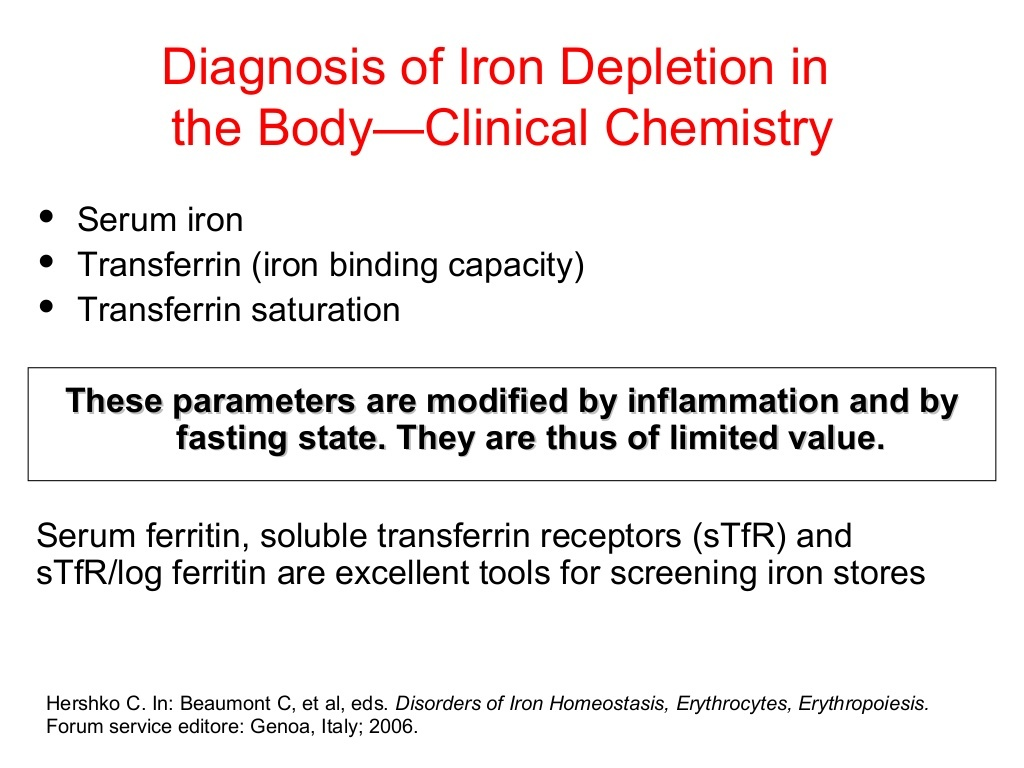 Diagnosis of Iron Depletion in
the Body—Clinical Chemistry
• Serum iron
• Transferrin (iron binding capacity)
• Transferrin saturation
These parameters are modified by inflammation and by
fasting state. They are thus of limited value.
Serum ferritin, soluble transferrin receptors (sTfR) and
sTfR/log ferritin are excellent tools for screening iron stores
Hershko C. In: Beaumont C, et al, eds. Disorders of Iron Homeostasis, Erythrocytes, Erythropoiesis.
Forum service editore: Genoa, Italy; 2006.